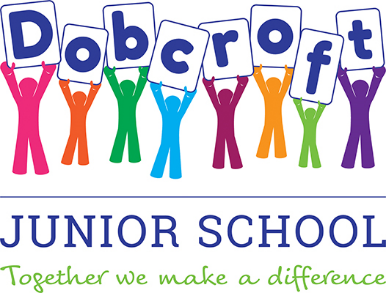 Dobcroft
JUNIOR SCHOOL
Together we make a difference